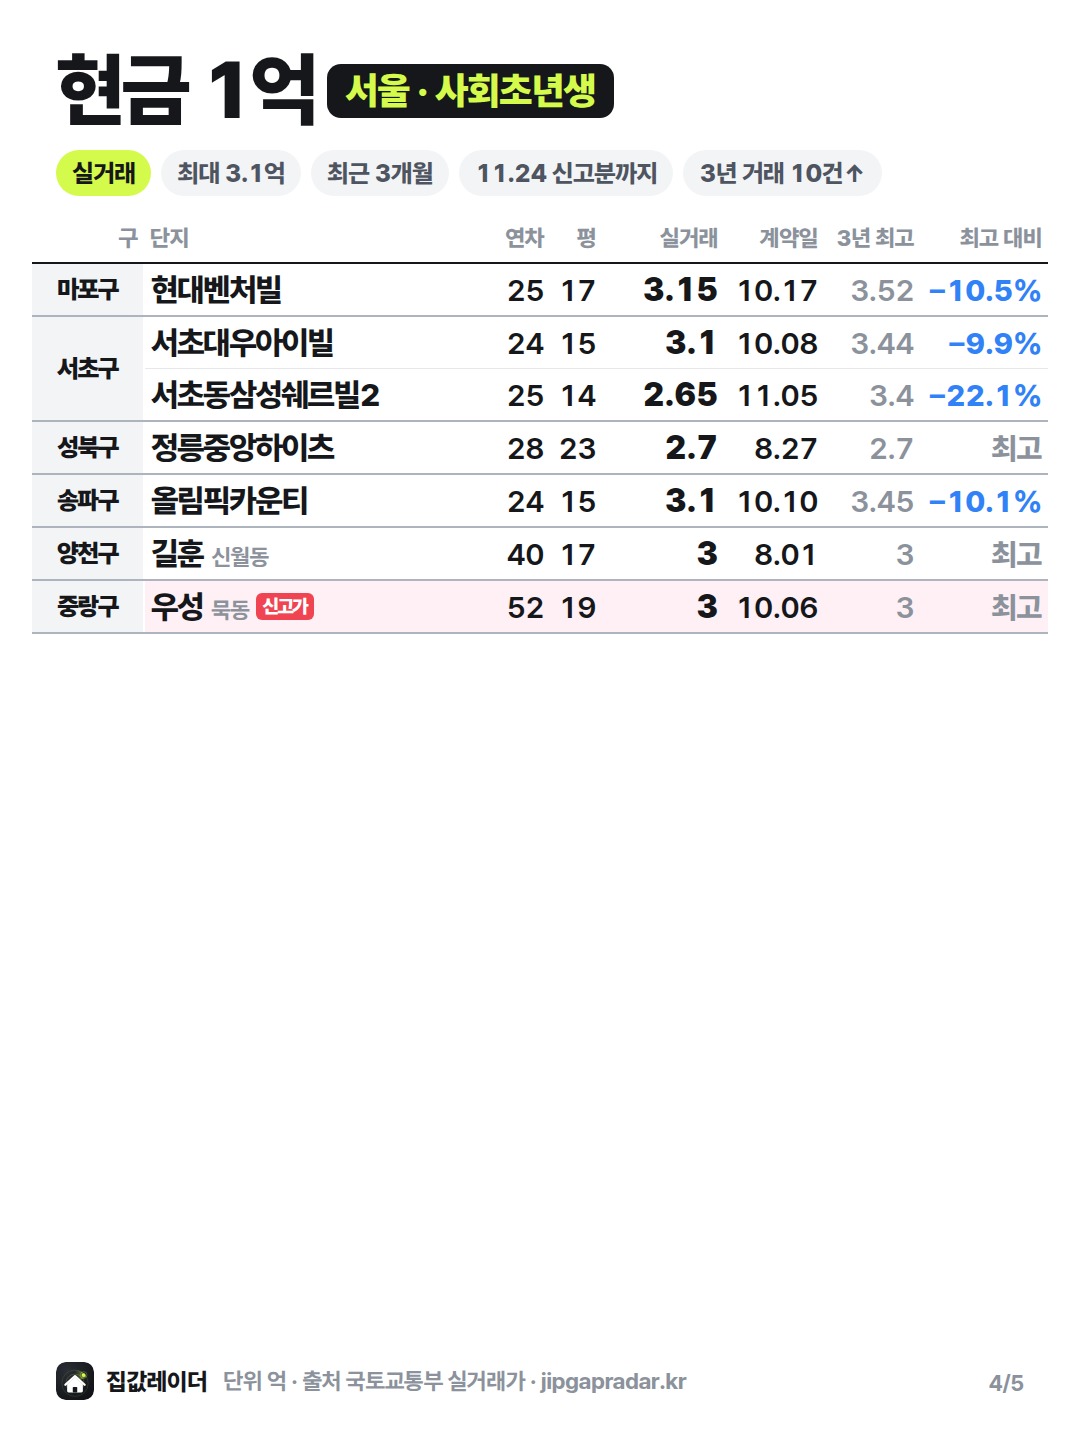 현금 1억 서울 · 사회초년생
실거래 최대 3.1억 최근 3개월 11.24 신고분까지 3년 거래 10건↑
구 단지 연차 평 실거래 계약일 3년 최고 최고 대비
마포구 현대벤처빌 25 17 3.15 10.17 3.52 −10.5%
서초구 서초대우아이빌 24 15 3.1 10.08 3.44 −9.9%
서초동삼성쉐르빌2 25 14 2.65 11.05 3.4 −22.1%
성북구 정릉중앙하이츠 28 23 2.7 8.27 2.7 최고
송파구 올림픽카운티 24 15 3.1 10.10 3.45 −10.1%
양천구 길훈 신월동 40 17 3 8.01 3 최고
중랑구 우성 묵동 신고가 52 19 3 10.06 3 최고
집값레이더 단위 억 · 출처 국토교통부 실거래가 · jipgapradar.kr 4/5